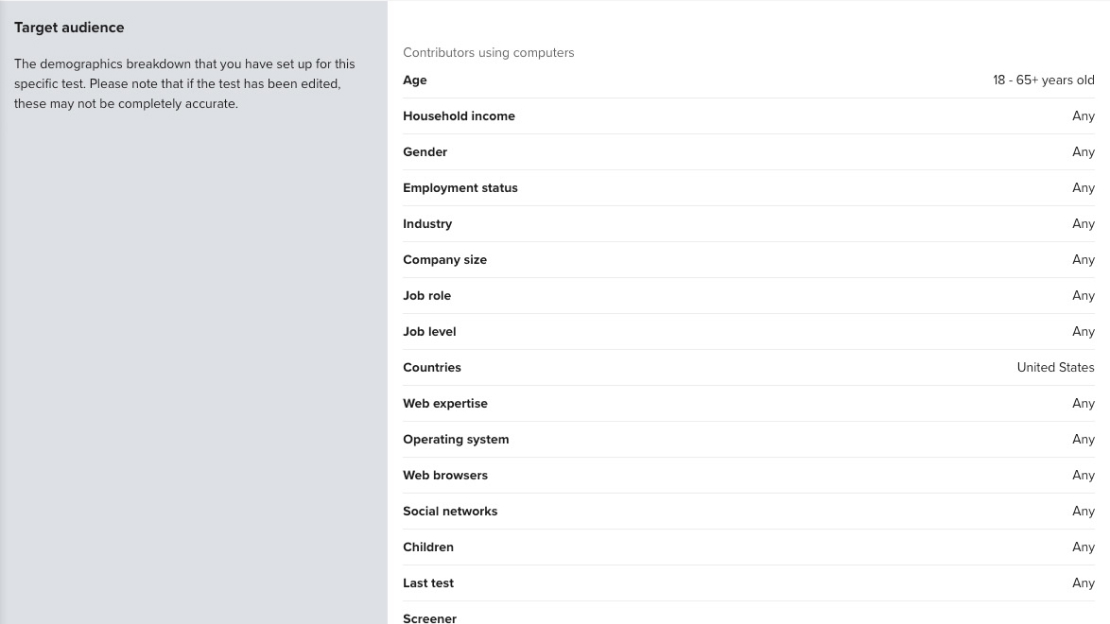 Target audience
The demographics breakdown that you have set up for this
specific test. Please note that if the test has been edited,
these may not be completely accurate.
Contributors using computers
Age 18 - 65+ years old
Household income Any
Gender Any
Employment status Any
Industry Any
Company size Any
Job role Any
Job level Any
Countries United States
Web expertise Any
Operating system Any
Web browsers Any
Social networks Any
Children Any
Last test Any
Screener